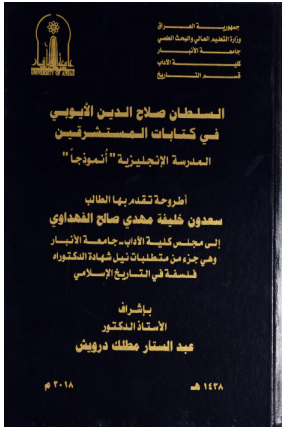 جمهورية العراق
وزارة التعليم العالي والبحث العلمي
جامعة الأنبار
كلية الآداب
قسم التاريخ
UNIVERSITY OF ANBAR
السلطان صلاح الدين الأيوبي
في كتابات المستشرقين
المدرسة الإنجليزية "أنموذجاً"
أطروحة تقدم بها الطالب
سعدون خليفة مهدي صالح الفهداوي
إلى مجلس كلية الآداب - جامعة الأنبار
وهي جزء من متطلبات نيل شهادة الدكتوراه
فلسفة في التاريخ الإسلامي
بإشراف
الأستاذ الدكتور
عبد الستار مطلك درويش
١٤٣٨ هـ
٢٠١٨ م